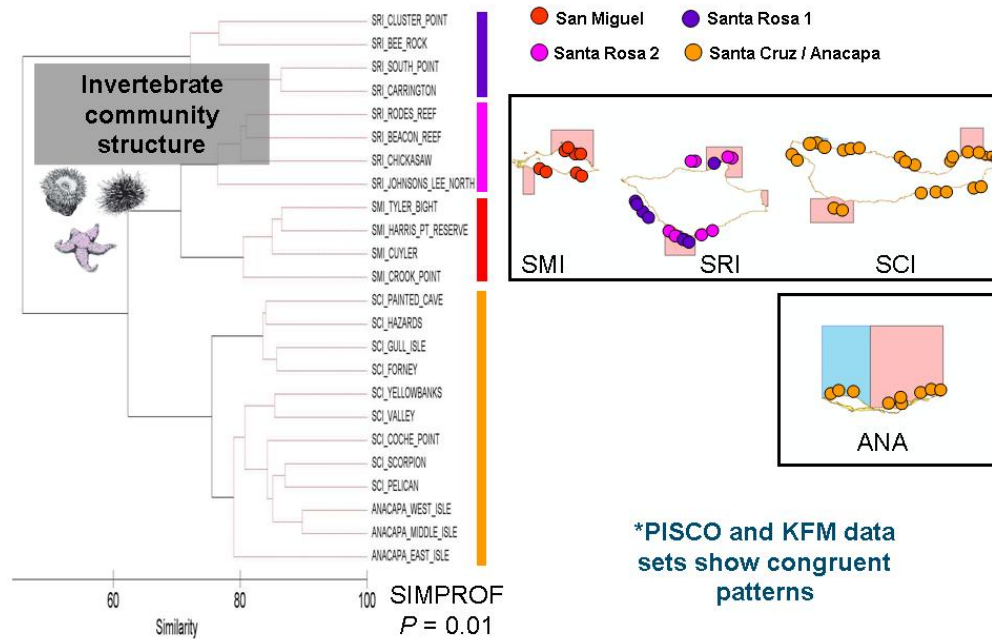 Invertebrate
community
structure
SRI_CLUSTER_POINT
SRI_BEE_ROCK
SRI_SOUTH_POINT
SRI_CARRINGTON
SRI_RODES_REEF
SRI_BEACON_REEF
SRI_CHICKASAW
SRI_JOHNSONS_LEE_NORTH
SMI_TYLER_BIGHT
SMI_HARRIS_PT_RESERVE
SMI_CUYLER
SMI_CROOK_POINT
SCI_PAINTED_CAVE
SCI_HAZARDS
SCI_GULL_ISLE
SCI_FORNEY
SCI_YELLOWBANKS
SCI_VALLEY
SCI_COCHE_POINT
SCI_SCORPION
SCI_PELICAN
ANACAPA_WEST_ISLE
ANACAPA_MIDDLE_ISLE
ANACAPA_EAST_ISLE
60 80 100
Similarity
SIMPROF
P = 0.01
San Miguel Santa Rosa 1
Santa Rosa 2 Santa Cruz / Anacapa
SMI SRI SCI
ANA
*PISCO and KFM data
sets show congruent
patterns